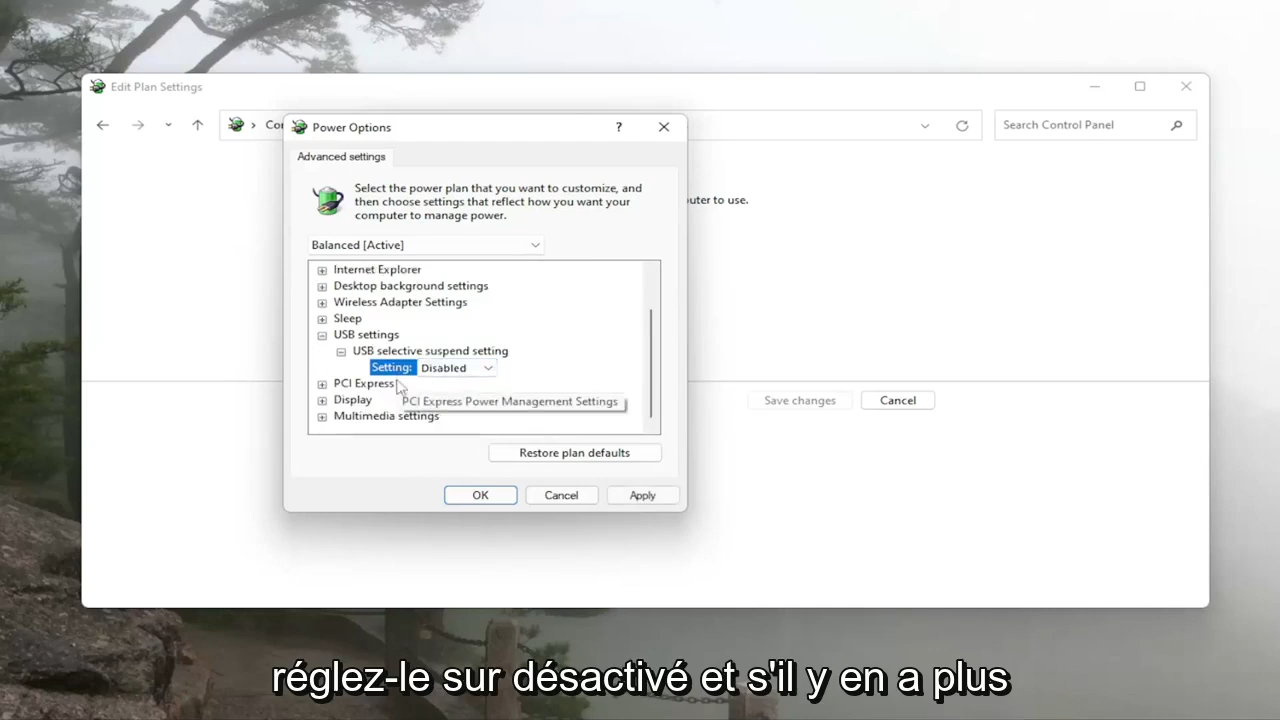 Edit Plan Settings
Cor
Search Control Panel
Power Options
?
Advanced settings
Select the power plan that you want to customize, and
then choose settings that reflect how you want your
computer to manage power.
uter to use.
Balanced [Active]
Internet Explorer
Desktop background settings
Wireless Adapter Settings
Sleep
USB settings
USB selective suspend setting
Setting: Disabled
PCI Express
Display
PCI Express Power Management Settings
Multimedia settings
Save changes
Cancel
Restore plan defaults
OK
Cancel
Apply
réglez-le sur désactivé et s'il y en a plus